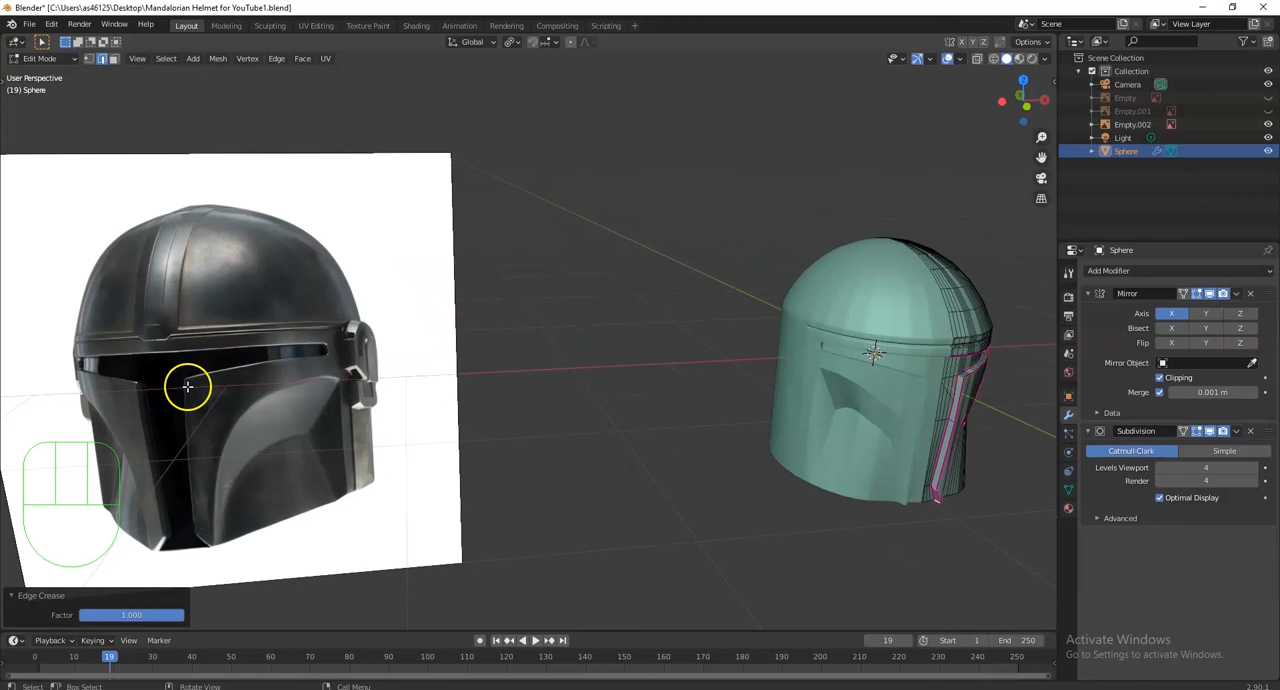 Blender* [C:\Users\as46125\Desktop\Mandalorian Helmet for YouTube1.blend]
File Edit Render Window Help Layout Modeling Sculpting UV Editing Texture Paint Shading Animation Rendering Compositing Scripting + Scene View Layer
Global X Y Z Options
Edit Mode View Select Add Mesh Vertex Edge Face UV
User Perspective
(19) Sphere
Z
X
Scene Collection
Collection
Camera
Empty
Empty.001
Empty.002
Light
Sphere
Sphere
Add Modifier
Mirror
Axis X Y Z
Bisect X Y Z
Flip X Y Z
Mirror Object
Clipping
Merge 0.001 m
Data
Subdivision
Catmull-Clark Simple
Levels Viewport 4
Render 4
Optimal Display
Advanced
Edge Crease
Factor 1.000
Playback Keying View Marker 19 Start 1 End 250
0 10 19 30 40 50 60 70 80 90 100 110 120 130 140 150 160 170 180 190 200 210 220 230 240 250
Activate Windows
Go to Settings to activate Windows.
Select Box Select Rotate View Call Menu 2.90.1